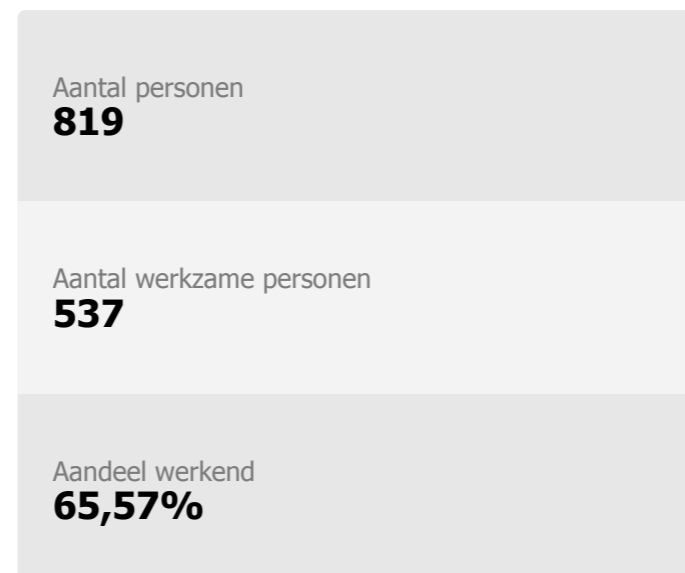 Aantal personen
819
Aantal werkzame personen
537
Aandeel werkend
65,57%